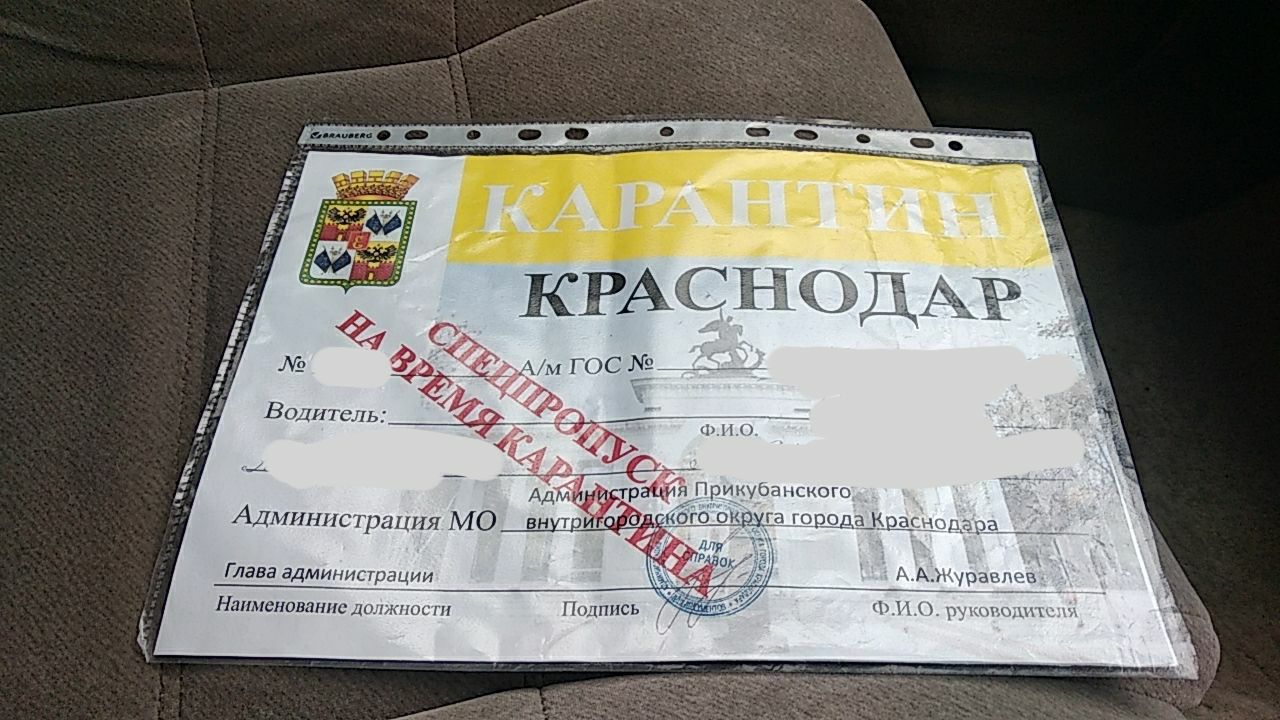 BRAUBERG
КАРАНТИН
КРАСНОДАР
СПЕЦПРОПУСК
НА ВРЕМЯ КАРАНТИНА
№ А/м ГОС №
Водитель:
Ф.И.О.
Администрация Прикубанского
Администрация МО внутригородского округа города Краснодара
ДЛЯ
СПРАВОК
Глава администрации А.А.Журавлев
Наименование должности Подпись Ф.И.О. руководителя